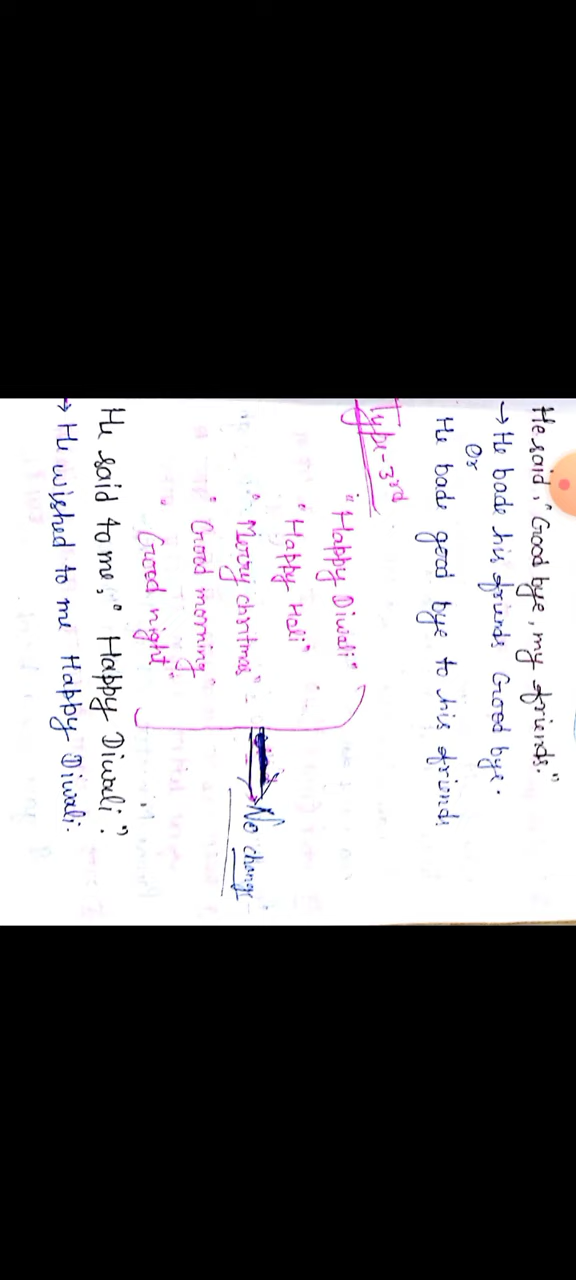 He said, "Good bye, my friends."
→ He bade his friends Good bye.
Or
He bade good bye to his friends
Type-3rd
"Happy Diwali"
"Happy Holi"
"Merry christmas"
"Good morning"
"Good night"
No change
He said to me, "Happy Diwali".
→ He wished to me Happy Diwali.